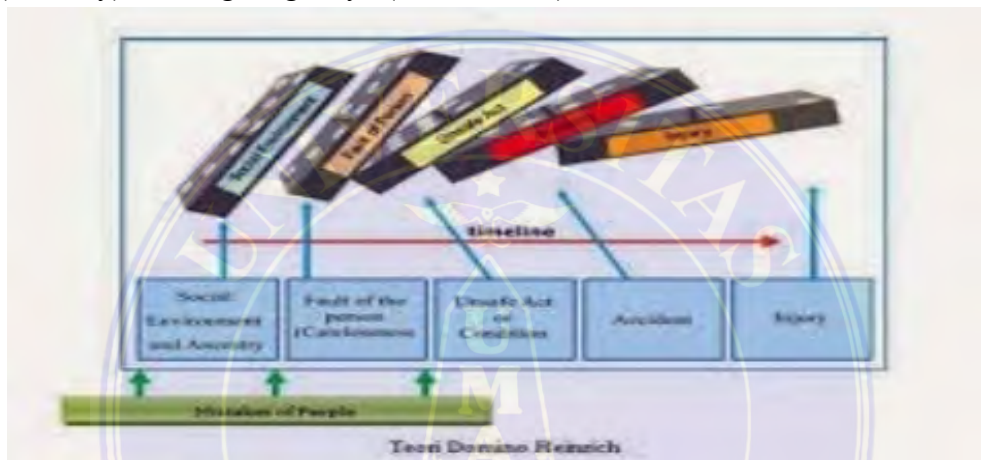 Social Environment
Fault of Person
Unsafe Act
Injury
timeline
Social
Environment
and Ancestry
Fault of the
person
(Carelessness
Unsafe Act
or
Condition
Accident
Injury
Mistakes of People
Teori Domino Heinrich
UNIVERSITAS
U
M
A